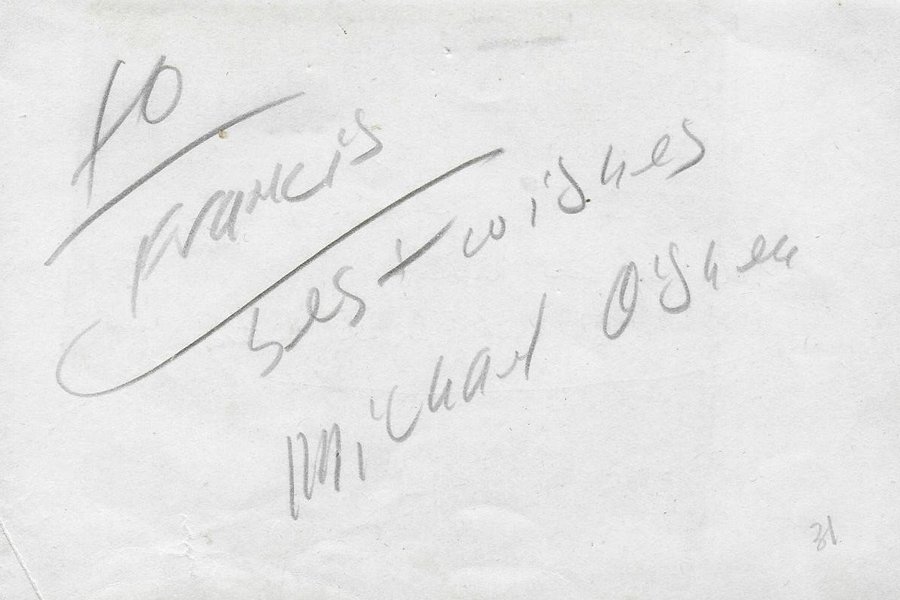 to
Francis
best wishes
Michael O'Shea
31